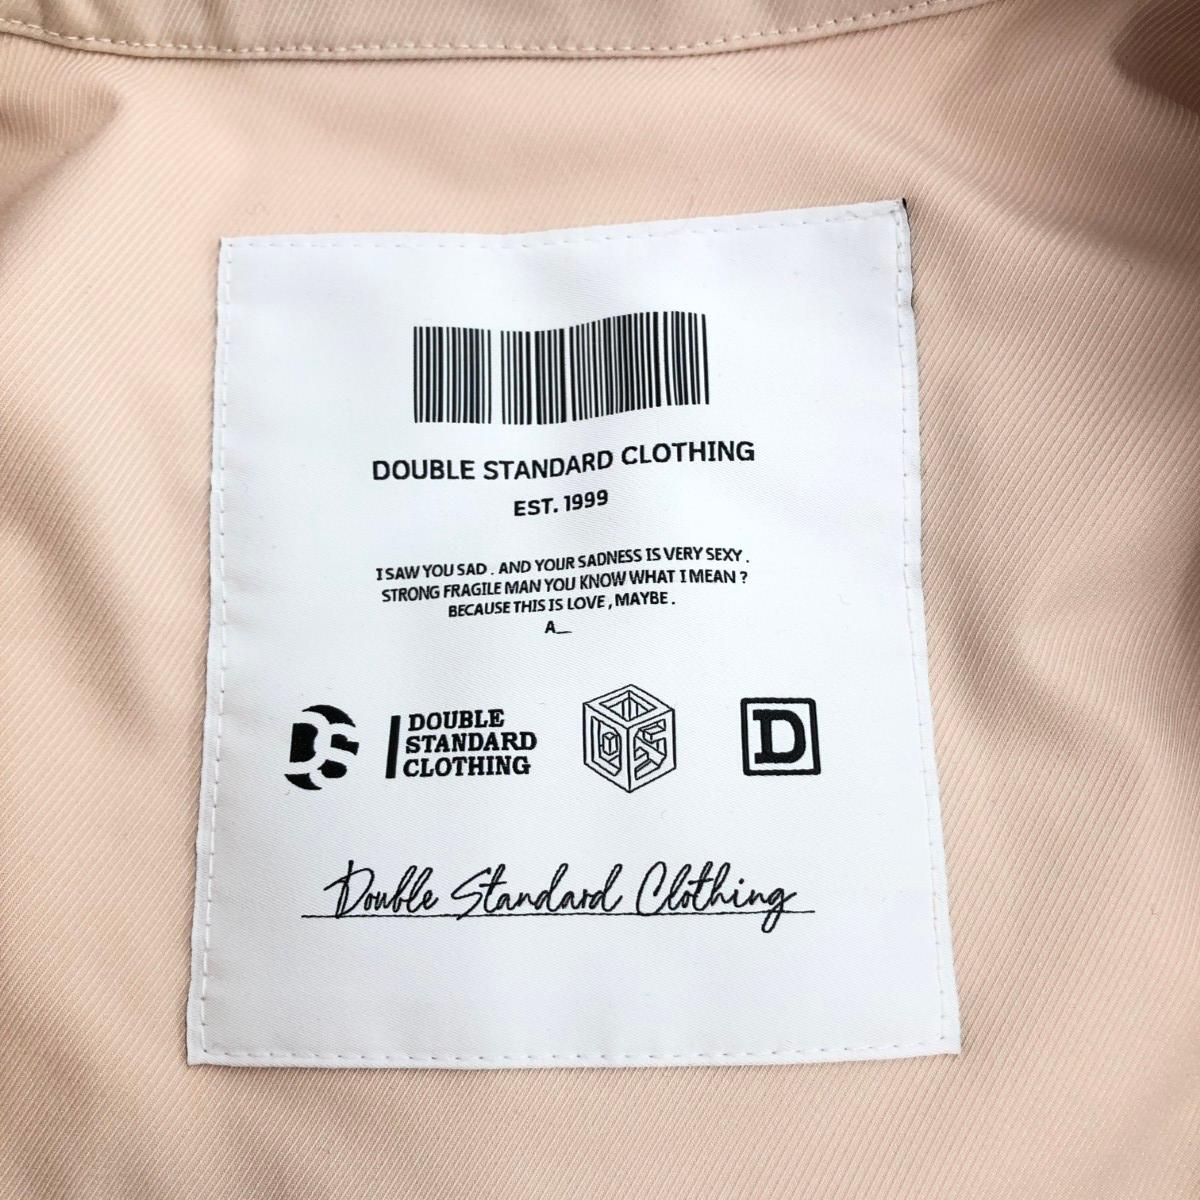 DOUBLE STANDARD CLOTHING
EST. 1999
I SAW YOU SAD . AND YOUR SADNESS IS VERY SEXY .
STRONG FRAGILE MAN YOU KNOW WHAT I MEAN ?
BECAUSE THIS IS LOVE , MAYBE .
A_
DS
DOUBLE
STANDARD
CLOTHING
D S
D
Double Standard Clothing